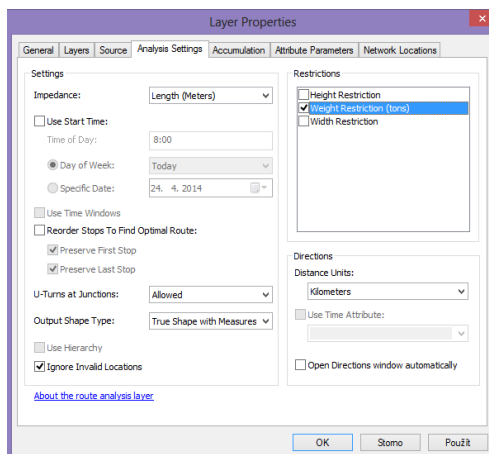 Layer Properties
General Layers Source Analysis Settings Accumulation Attribute Parameters Network Locations
Settings
Impedance: Length (Meters)
Use Start Time:
Time of Day: 8:00
Day of Week: Today
Specific Date: 24. 4. 2014
Use Time Windows
Reorder Stops To Find Optimal Route:
Preserve First Stop
Preserve Last Stop
U-Turns at Junctions: Allowed
Output Shape Type: True Shape with Measures
Use Hierarchy
Ignore Invalid Locations
About the route analysis layer
Restrictions
Height Restriction
Weight Restriction (tons)
Width Restriction
Directions
Distance Units:
Kilometers
Use Time Attribute:
Open Directions window automatically
OK Storno Použít